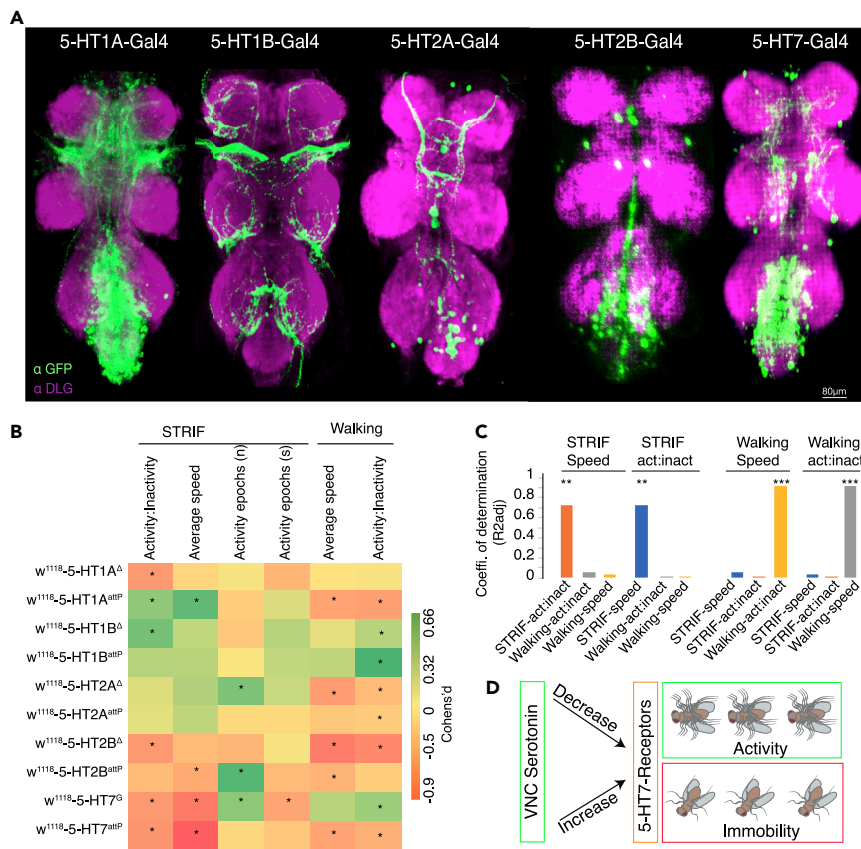 A
5-HT1A-Gal4 5-HT1B-Gal4 5-HT2A-Gal4 5-HT2B-Gal4 5-HT7-Gal4
α GFP
α DLG
80μm
B
STRIF Walking
Activity:Inactivity
Average speed
Activity epochs (n)
Activity epochs (s)
Average speed
Activity:Inactivity
w1118-5-HT1AΔ *
w1118-5-HT1AattP * * * *
w1118-5-HT1BΔ * *
w1118-5-HT1BattP *
w1118-5-HT2AΔ * * *
w1118-5-HT2AattP *
w1118-5-HT2BΔ * * *
w1118-5-HT2BattP * * *
w1118-5-HT7G * * * * *
w1118-5-HT7attP * * * *
0.66
0.32
0
-0.5
-0.9
Cohens'd
C
STRIF Speed
STRIF act:inact
Walking Speed
Walking act:inact
Coeffi. of determination (R2adj)
1
0.8
0.6
0.4
0.2
0
** ** *** ***
STRIF-act:inact
Walking-act:inact
Walking-speed
STRIF-speed
Walking-act:inact
Walking-speed
STRIF-speed
STRIF-act:inact
Walking-act:inact
STRIF-speed
STRIF-act:inact
Walking-speed
D
VNC Serotonin
Decrease
Increase
5-HT7-Receptors
Activity
Immobility